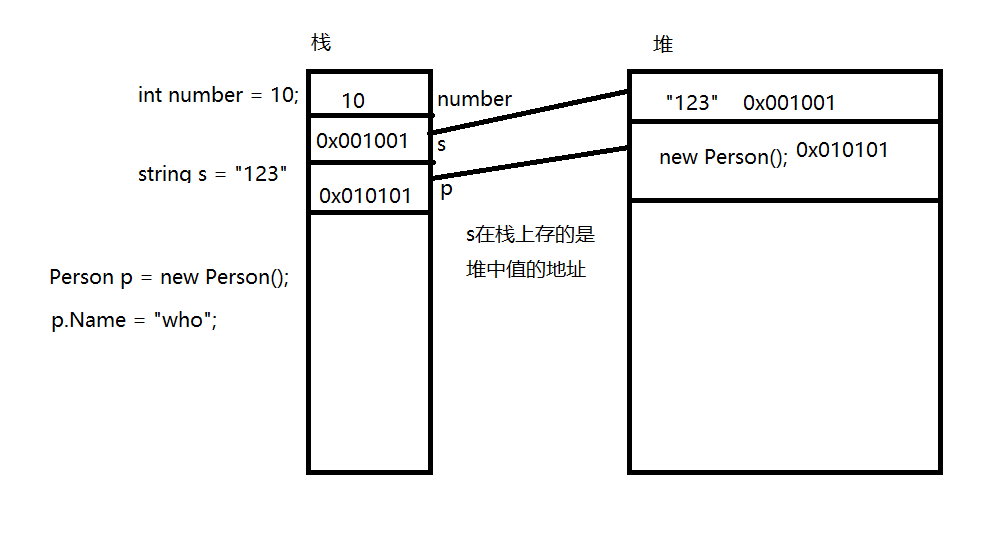 栈
堆
int number = 10;
10
number
"123" 0x001001
0x001001
s
new Person(); 0x010101
string s = "123"
0x010101
p
s在栈上存的是
堆中值的地址
Person p = new Person();
p.Name = "who";